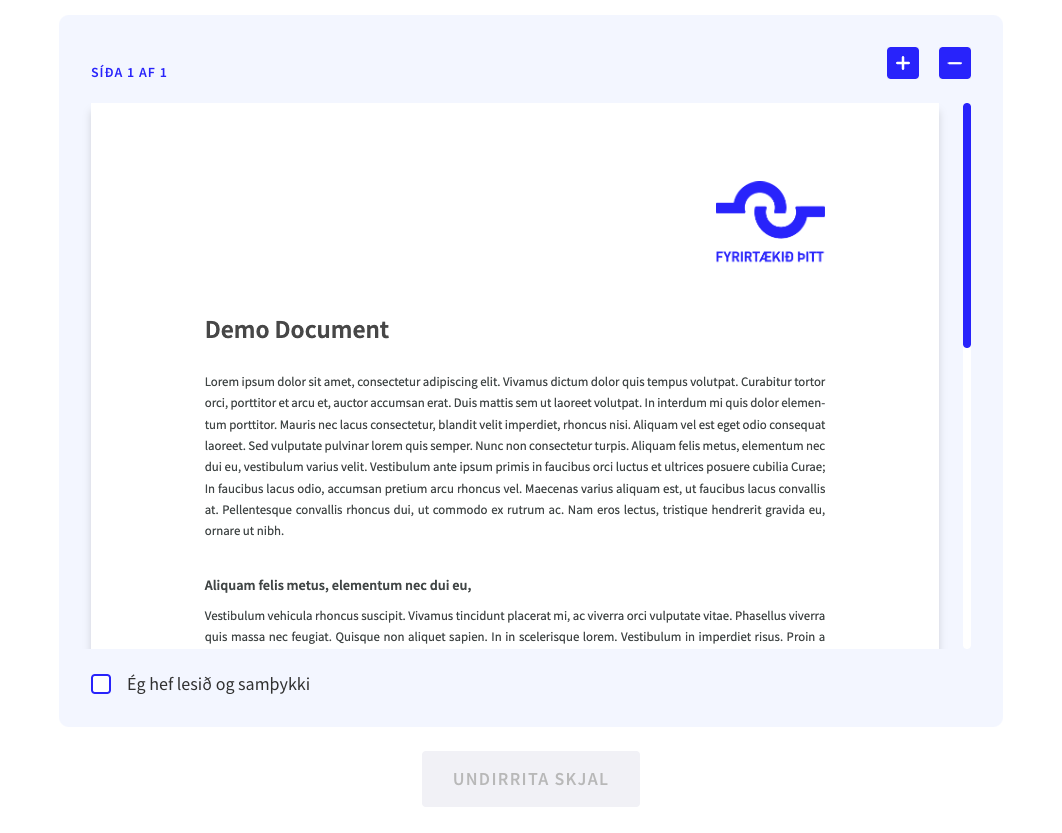 SÍÐA 1 AF 1
FYRIRTÆKIÐ ÞITT
Demo Document
Lorem ipsum dolor sit amet, consectetur adipiscing elit. Vivamus dictum dolor quis tempus volutpat. Curabitur tortor
orci, porttitor et arcu et, auctor accumsan erat. Duis mattis sem ut laoreet volutpat. In interdum mi quis dolor elemen-
tum porttitor. Mauris nec lacus consectetur, blandit velit imperdiet, rhoncus nisi. Aliquam vel est eget odio consequat
laoreet. Sed vulputate pulvinar lorem quis semper. Nunc non consectetur turpis. Aliquam felis metus, elementum nec
dui eu, vestibulum varius velit. Vestibulum ante ipsum primis in faucibus orci luctus et ultrices posuere cubilia Curae;
In faucibus lacus odio, accumsan pretium arcu rhoncus vel. Maecenas varius aliquam est, ut faucibus lacus convallis
at. Pellentesque convallis rhoncus dui, ut commodo ex rutrum ac. Nam eros lectus, tristique hendrerit gravida eu,
ornare ut nibh.
Aliquam felis metus, elementum nec dui eu,
Vestibulum vehicula rhoncus suscipit. Vivamus tincidunt placerat mi, ac viverra orci vulputate vitae. Phasellus viverra
quis massa nec feugiat. Quisque non aliquet sapien. In in scelerisque lorem. Vestibulum in imperdiet risus. Proin a
Ég hef lesið og samþykki
UNDIRRITA SKJAL